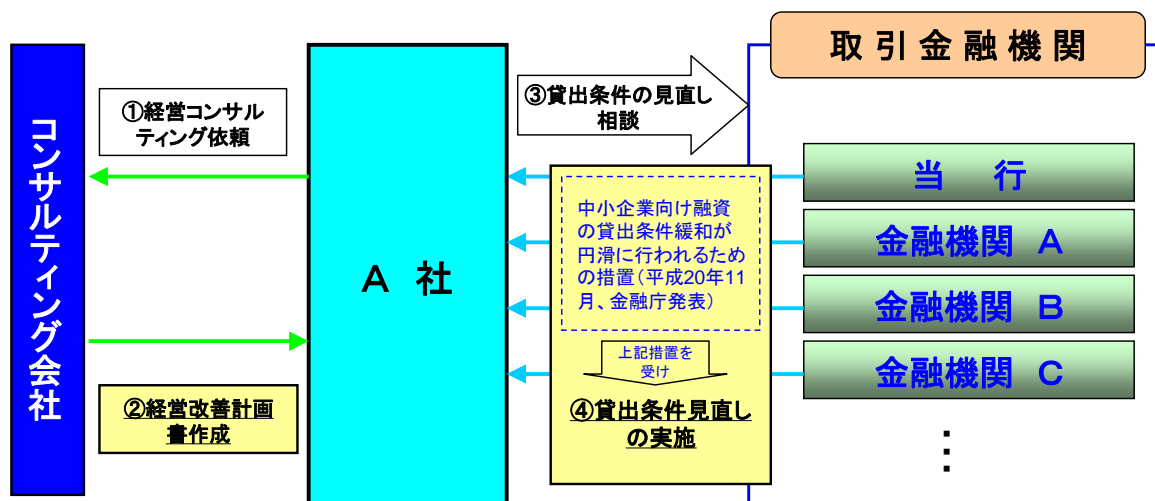 取引金融機関
コンサルティング会社
①経営コンサル
ティング依頼
②経営改善計画
書作成
A 社
③貸出条件の見直し
相談
中小企業向け融資
の貸出条件緩和が
円滑に行われるため
の措置(平成20年11
月、金融庁発表)
上記措置を
受け
④貸出条件見直し
の実施
当 行
金融機関 A
金融機関 B
金融機関 C
⋮